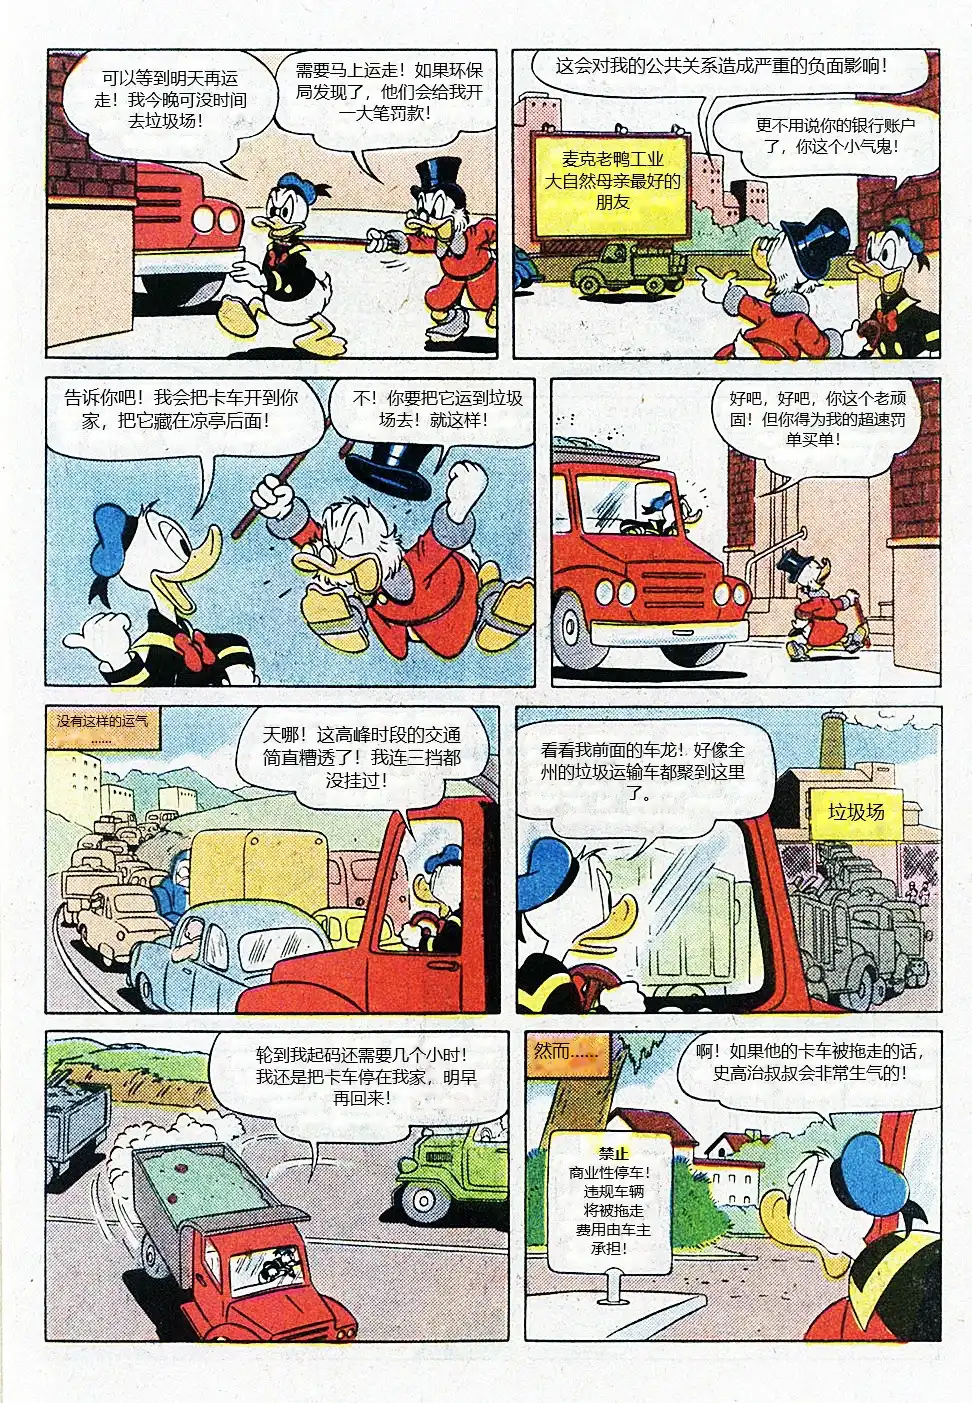 可以等到明天再运
走！我今晚可没时间
去垃圾场！
需要马上运走！如果环保
局发现了，他们会给我开
一大笔罚款！
这会对我的公共关系造成严重的负面影响！
更不用说你的银行账户
了，你这个小气鬼！
麦克老鸭工业
大自然母亲最好的
朋友
告诉你吧！我会把卡车开到你
家，把它藏在凉亭后面！
不！你要把它运到垃圾
场去！就这样！
好吧，好吧，你这个老顽
固！但你得为我的超速罚
单买单！
没有这样的运气
……
天哪！这高峰时段的交通
简直糟透了！我连三挡都
没挂过！
看看我前面的车龙！好像全
州的垃圾运输车都聚到这里
了。
垃圾场
轮到我起码还需要几个小时！
我还是把卡车停在我家，明早
再回来！
然而……
啊！如果他的卡车被拖走的话，
史高治叔叔会非常生气的！
禁止
商业性停车！
违规车辆
将被拖走
费用由车主
承担！